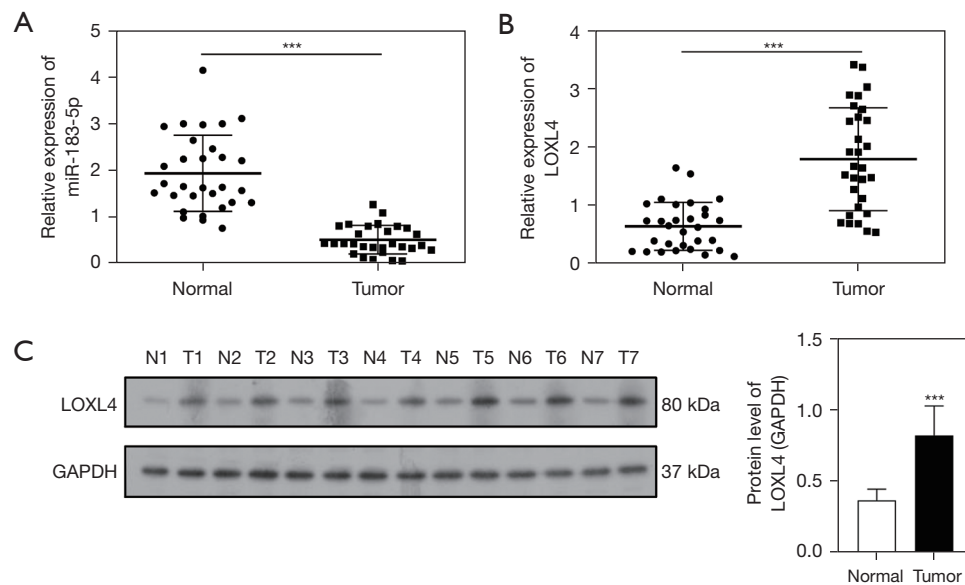 A
Relative expression of
miR-183-5p
5
4
3
2
1
0
***
Normal Tumor
B
Relative expression of
LOXL4
4
3
2
1
0
***
Normal Tumor
C
N1 T1 N2 T2 N3 T3 N4 T4 N5 T5 N6 T6 N7 T7
LOXL4 80 kDa
GAPDH 37 kDa
Protein level of
LOXL4 (GAPDH)
1.5
1.0
0.5
0.0
***
Normal Tumor